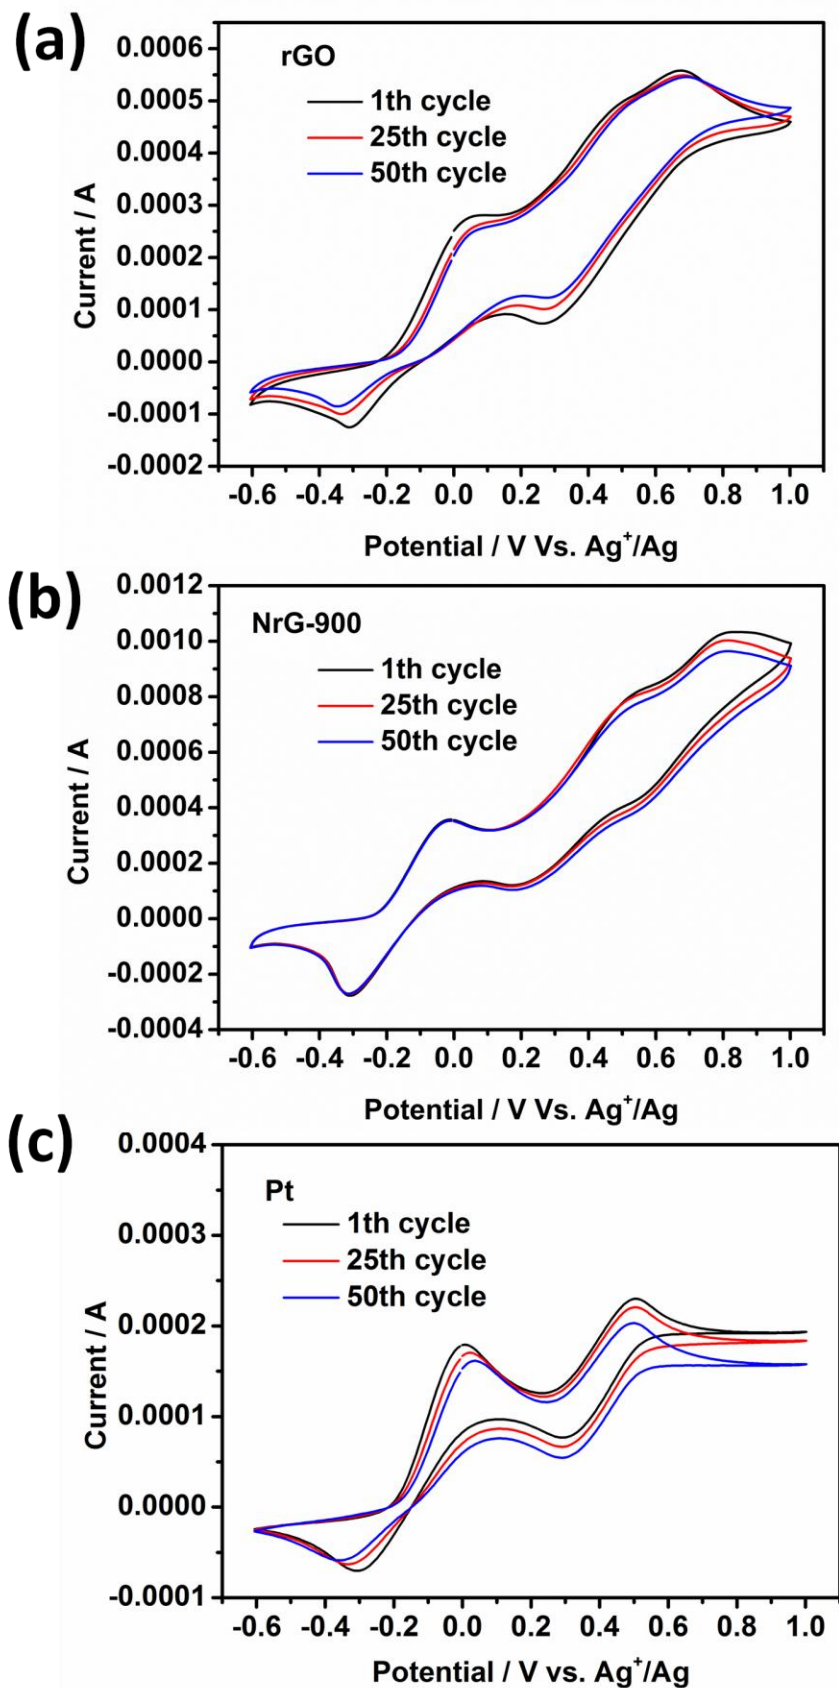 (a)
rGO
1th cycle
25th cycle
50th cycle
0.0006
0.0005
0.0004
0.0003
0.0002
0.0001
0.0000
-0.0001
-0.0002
Current / A
-0.6 -0.4 -0.2 0.0 0.2 0.4 0.6 0.8 1.0
Potential / V Vs. Ag⁺/Ag
(b)
NrG-900
1th cycle
25th cycle
50th cycle
0.0012
0.0010
0.0008
0.0006
0.0004
0.0002
0.0000
-0.0002
-0.0004
Current / A
-0.6 -0.4 -0.2 0.0 0.2 0.4 0.6 0.8 1.0
Potential / V Vs. Ag⁺/Ag
(c)
Pt
1th cycle
25th cycle
50th cycle
0.0004
0.0003
0.0002
0.0001
0.0000
-0.0001
Current / A
-0.6 -0.4 -0.2 0.0 0.2 0.4 0.6 0.8 1.0
Potential / V vs. Ag⁺/Ag